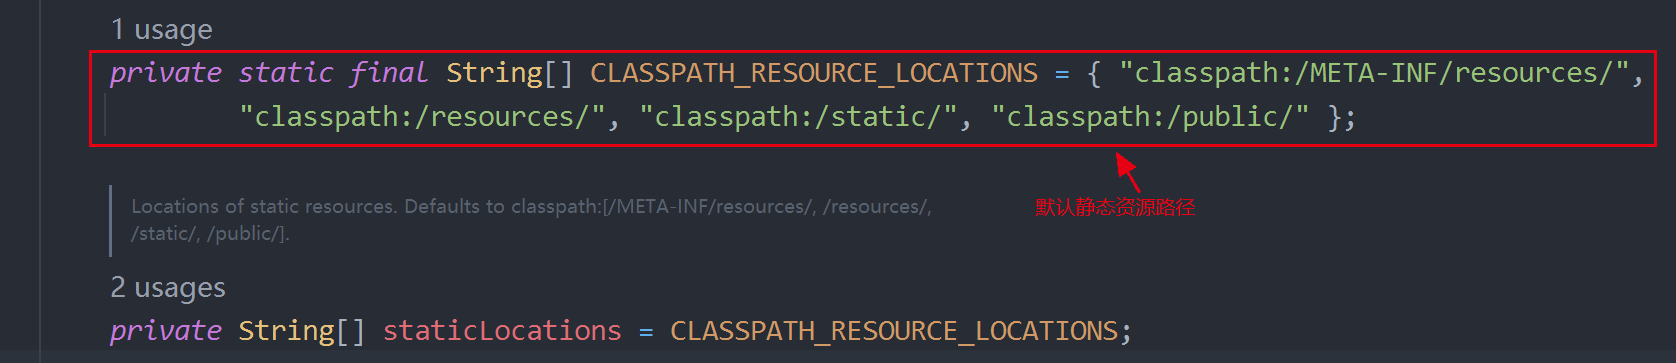 1 usage
private static final String[] CLASSPATH_RESOURCE_LOCATIONS = { "classpath:/META-INF/resources/",
"classpath:/resources/", "classpath:/static/", "classpath:/public/" };
默认静态资源路径
Locations of static resources. Defaults to classpath:[/META-INF/resources/, /resources/,
/static/, /public/].
2 usages
private String[] staticLocations = CLASSPATH_RESOURCE_LOCATIONS;